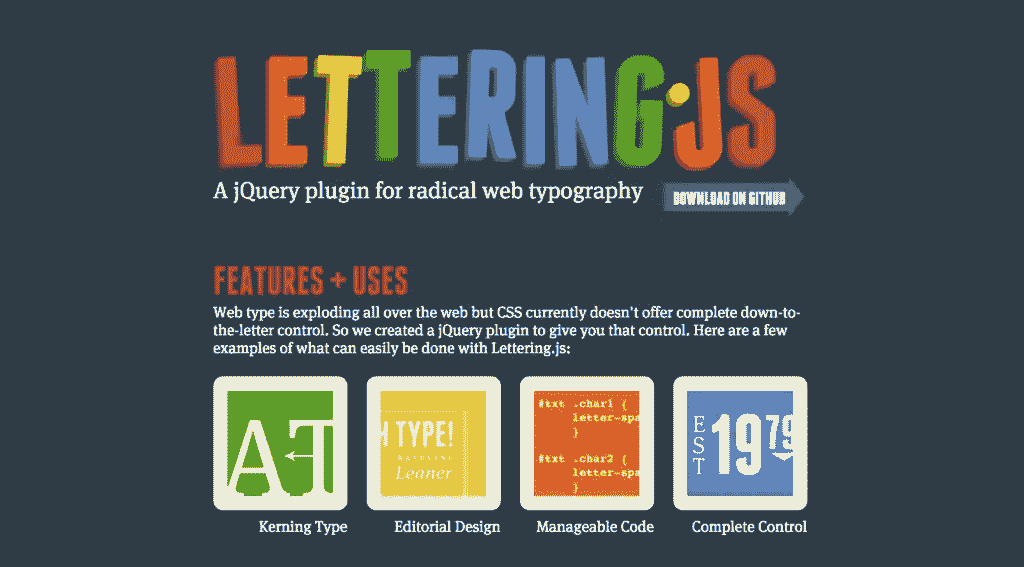 LETTERING.JS
A jQuery plugin for radical web typography
DOWNLOAD ON GITHUB
FEATURES + USES
Web type is exploding all over the web but CSS currently doesn't offer complete down-to-
the-letter control. So we created a jQuery plugin to give you that control. Here are a few
examples of what can easily be done with Lettering.js:
AT
H TYPE!
MAGAZINE
Leaner
#txt .char1 {
letter-spa
}
#txt .char2 {
letter-spa
}
EST
1979
Kerning Type
Editorial Design
Manageable Code
Complete Control